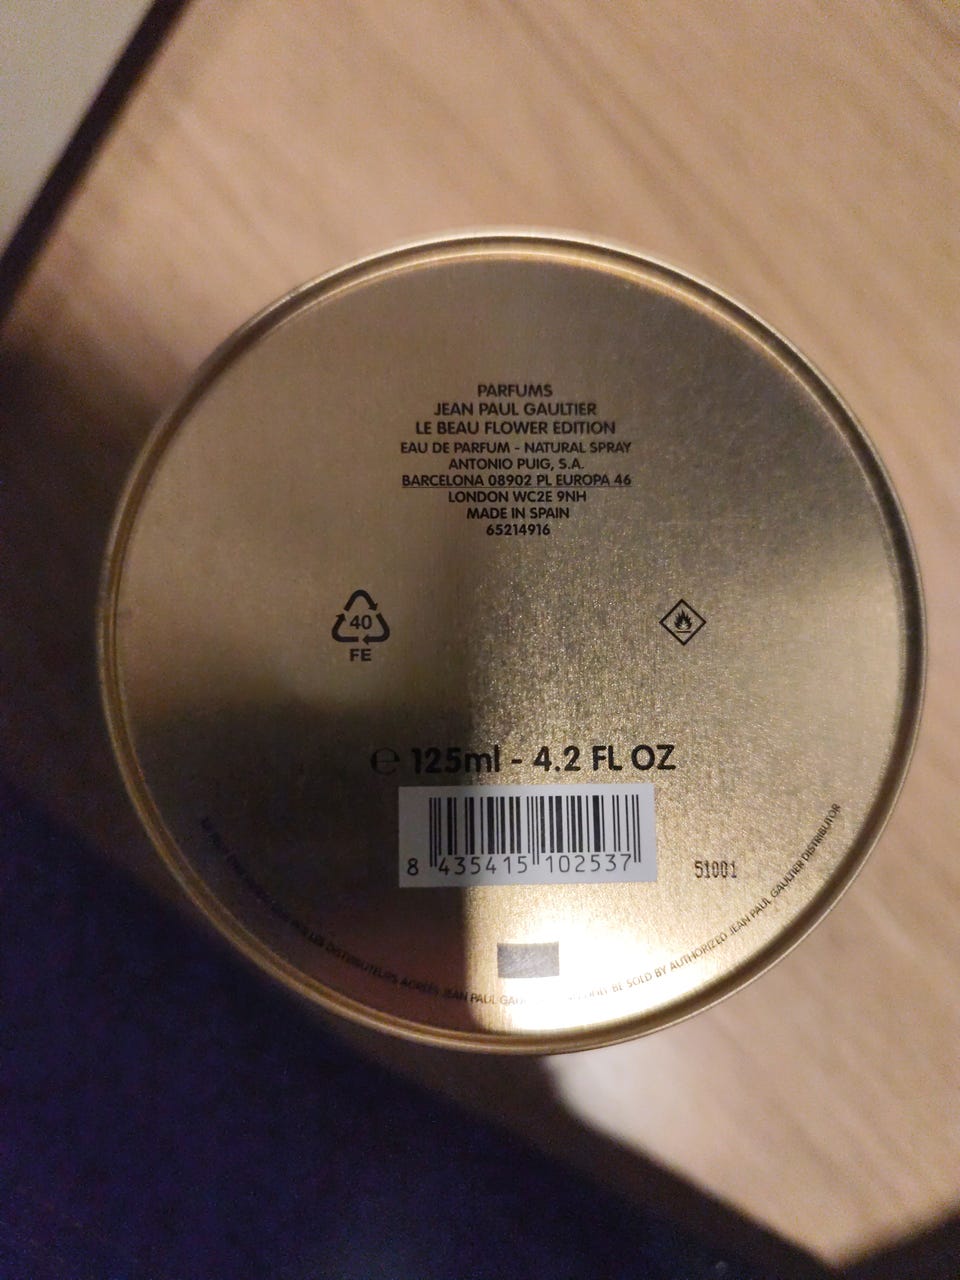 PARFUMS
JEAN PAUL GAULTIER
LE BEAU FLOWER EDITION
EAU DE PARFUM - NATURAL SPRAY
ANTONIO PUIG, S.A.
BARCELONA 08902 PL EUROPA 46
LONDON WC2E 9NH
MADE IN SPAIN
65214916
40
FE
℮ 125ml - 4.2 FL OZ
8 435415 102537
51001
LES DISTRIBUTEURS AGRÉÉS JEAN PAUL
BE SOLD BY AUTHORIZED JEAN PAUL GAULTIER DISTRIBUTOR